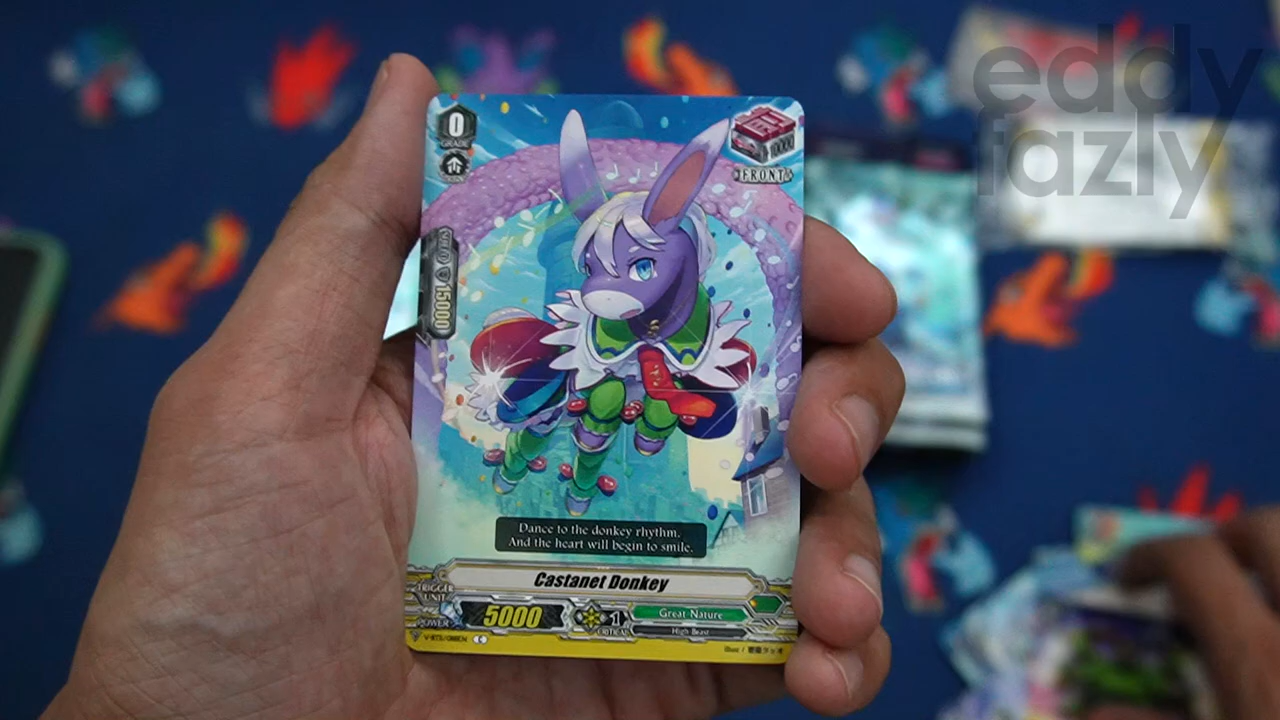 eddy
fazly
0
GRADE
10000
FRONT
15000
Dance to the donkey rhythm.
And the heart will begin to smile.
Castanet Donkey
TRIGGER
UNIT
POWER
5000
1
CRITICAL
Great Nature
High Beast
C